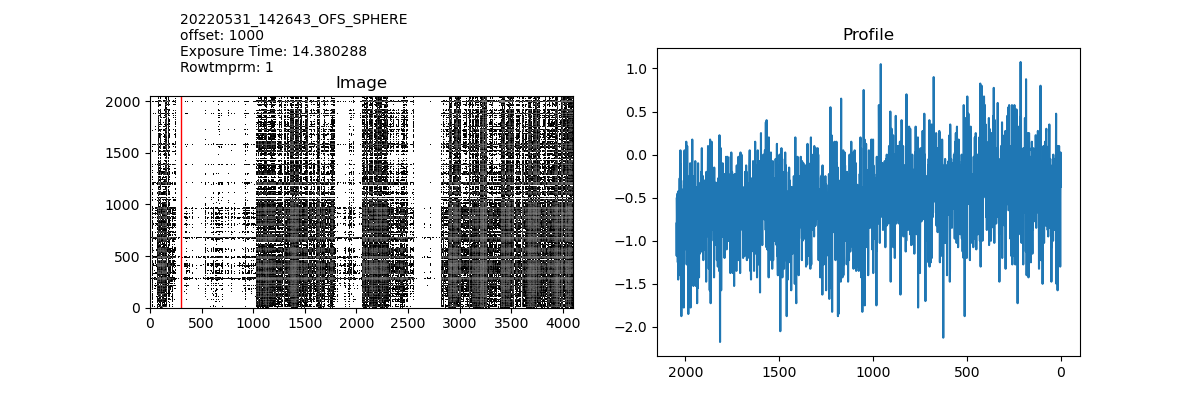 20220531_142643_OFS_SPHERE
offset: 1000
Exposure Time: 14.380288
Rowtmprm: 1
Image
2000
1500
1000
500
0
0 500 1000 1500 2000 2500 3000 3500 4000
Profile
1.0
0.5
0.0
−0.5
−1.0
−1.5
−2.0
2000 1500 1000 500 0